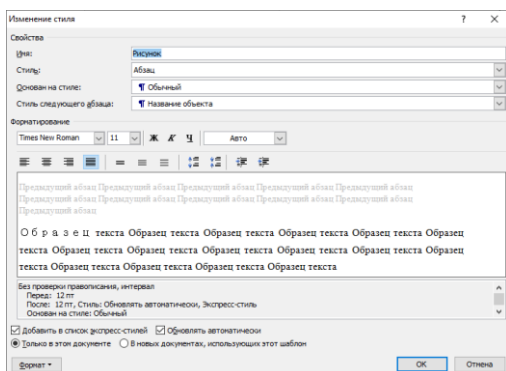 Изменение стиля ? ×
Свойства
Имя: Рисунок
Стиль: Абзац
Основан на стиле: ¶ Обычный
Стиль следующего абзаца: ¶ Название объекта
Форматирование
Times New Roman 11 Ж К Ч Авто
Предыдущий абзац Предыдущий абзац Предыдущий абзац Предыдущий абзац Предыдущий абзац
Предыдущий абзац Предыдущий абзац Предыдущий абзац Предыдущий абзац Предыдущий абзац
Предыдущий абзац
Образец текста Образец текста Образец текста Образец текста Образец текста Образец
текста Образец текста Образец текста Образец текста Образец текста Образец текста Образец
текста Образец текста Образец текста Образец текста Образец текста
Без проверки правописания, интервал
Перед: 12 пт
После: 12 пт, Стиль: Обновлять автоматически, Экспресс-стиль
Основан на стиле: Обычный
Добавить в список экспресс-стилей Обновлять автоматически
Только в этом документе В новых документах, использующих этот шаблон
Формат OK Отмена